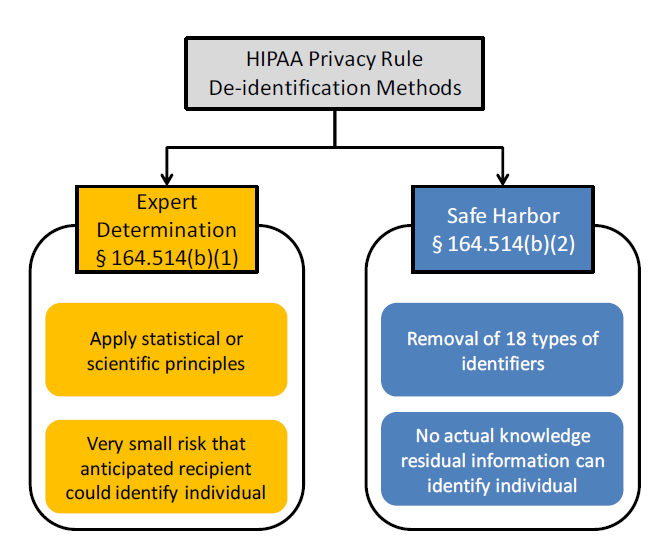 HIPAA Privacy Rule
De-identification Methods
Expert
Determination
§ 164.514(b)(1)
Apply statistical or
scientific principles
Very small risk that
anticipated recipient
could identify individual
Safe Harbor
§ 164.514(b)(2)
Removal of 18 types of
identifiers
No actual knowledge
residual information can
identify individual